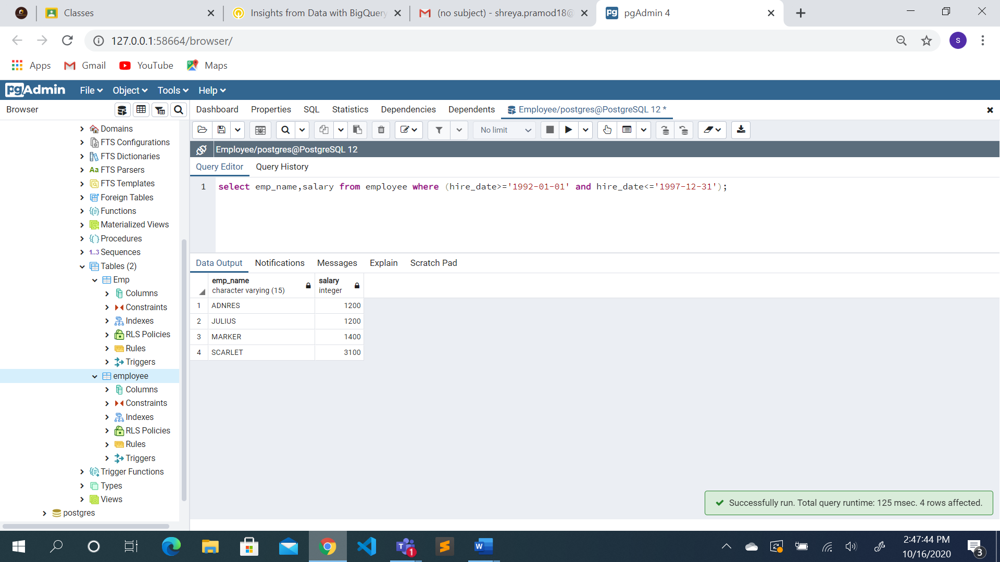 Classes
Insights from Data with BigQuery
(no subject) - shreya.pramod18@
pgAdmin 4
127.0.0.1:58664/browser/
S
Apps
Gmail
YouTube
Maps
pgAdmin
File
Object
Tools
Help
Browser
Dashboard
Properties
SQL
Statistics
Dependencies
Dependents
Employee/postgres@PostgreSQL 12 *
No limit
Employee/postgres@PostgreSQL 12
Query Editor
Query History
1 select emp_name,salary from employee where (hire_date>='1992-01-01' and hire_date<='1997-12-31');
Domains
FTS Configurations
FTS Dictionaries
Aa FTS Parsers
FTS Templates
Foreign Tables
Functions
Materialized Views
Procedures
1..3 Sequences
Tables (2)
Emp
Columns
Constraints
Indexes
RLS Policies
Rules
Triggers
employee
Columns
Constraints
Indexes
RLS Policies
Rules
Triggers
Trigger Functions
Types
Views
postgres
Data Output
Notifications
Messages
Explain
Scratch Pad
emp_name
character varying (15)
salary
integer
1 ADNRES 1200
2 JULIUS 1200
3 MARKER 1400
4 SCARLET 3100
Successfully run. Total query runtime: 125 msec. 4 rows affected.
2:47:44 PM
10/16/2020
1
3